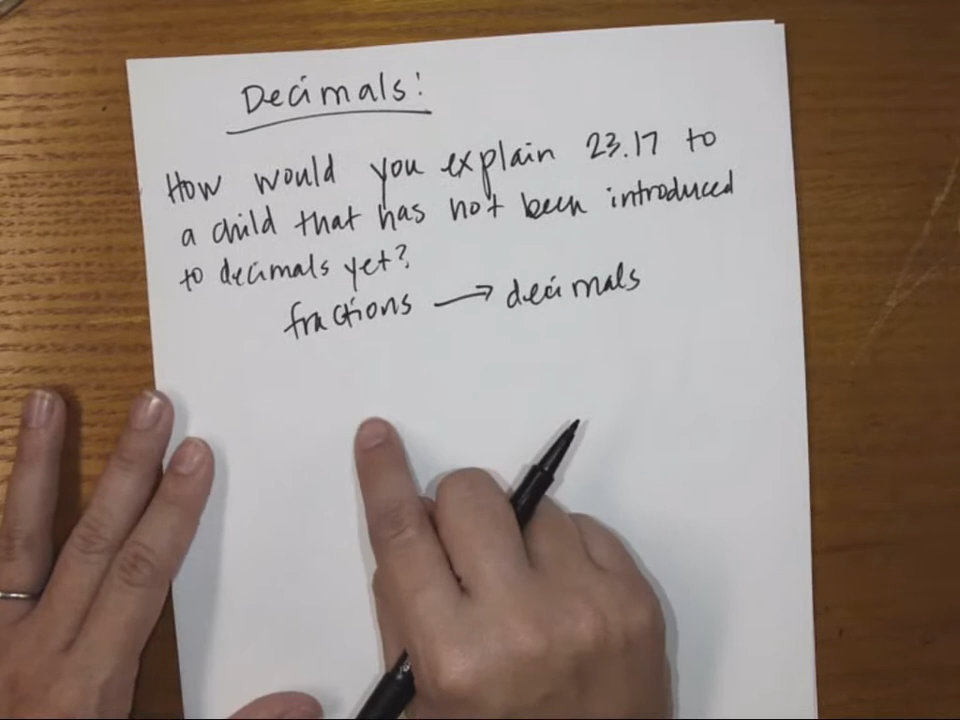 Decimals:
How would you explain 23.17 to
a child that has not been introduced
to decimals yet?
fractions → decimals